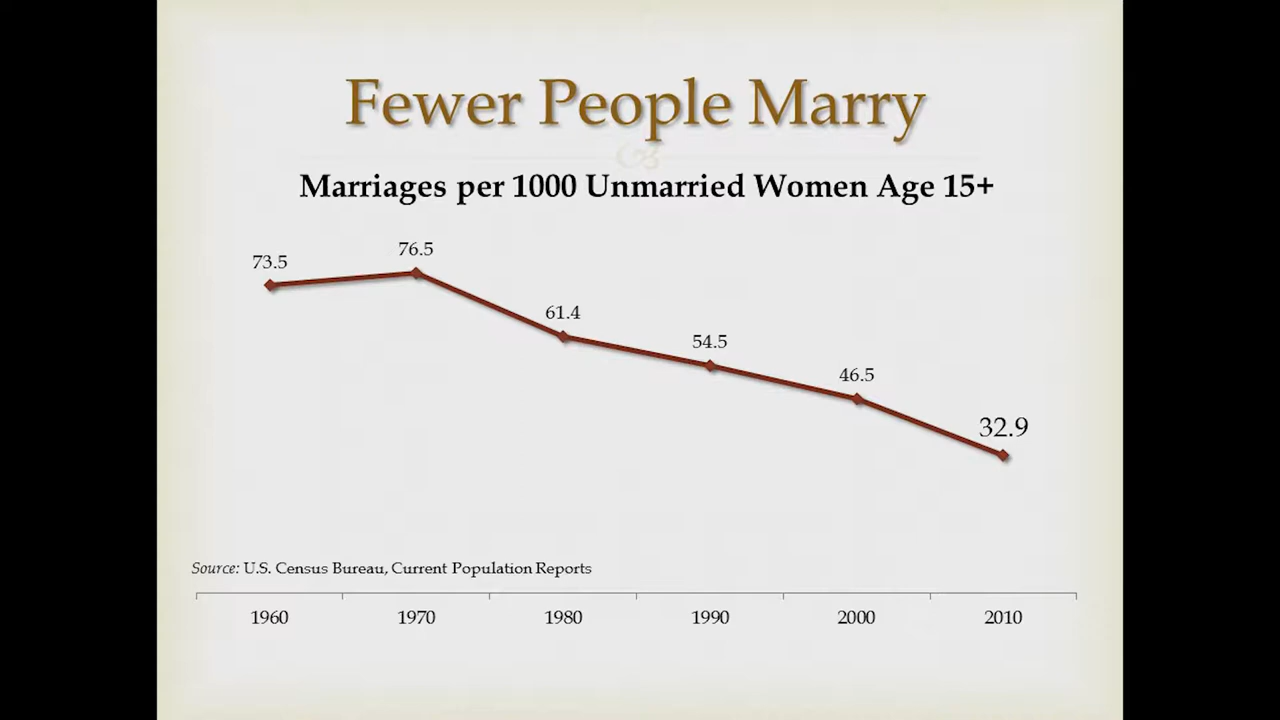 Fewer People Marry
Marriages per 1000 Unmarried Women Age 15+
73.5
76.5
61.4
54.5
46.5
32.9
Source: U.S. Census Bureau, Current Population Reports
1960 1970 1980 1990 2000 2010